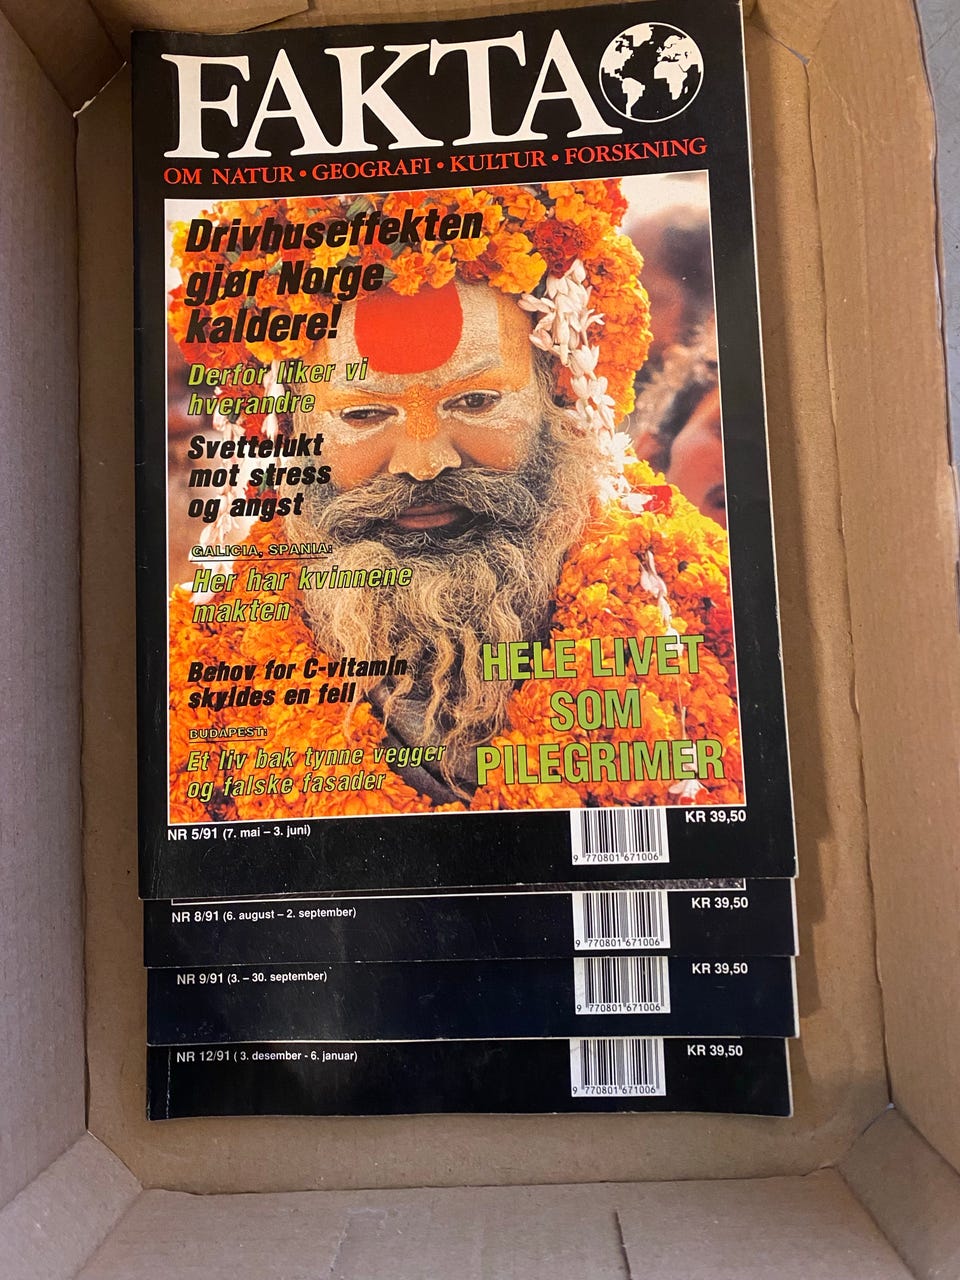 FAKTA
OM NATUR • GEOGRAFI • KULTUR • FORSKNING
Drivhuseffekten
gjør Norge
kaldere!
Derfor liker vi
hverandre
Svettelukt
mot stress
og angst
GALICIA, SPANIA:
Her har kvinnene
makten
Behov for C-vitamin
skyldes en feil
BUDAPEST:
Et liv bak tynne vegger
og falske fasader
HELE LIVET
SOM
PILEGRIMER
NR 5/91 (7. mai – 3. juni)
KR 39,50
9 770801 671006
NR 8/91 (6. august – 2. september)
KR 39,50
9 770801 671006
NR 9/91 (3. – 30. september)
KR 39,50
9 770801 671006
NR 12/91 ( 3. desember - 6. januar)
KR 39,50
9 770801 671006